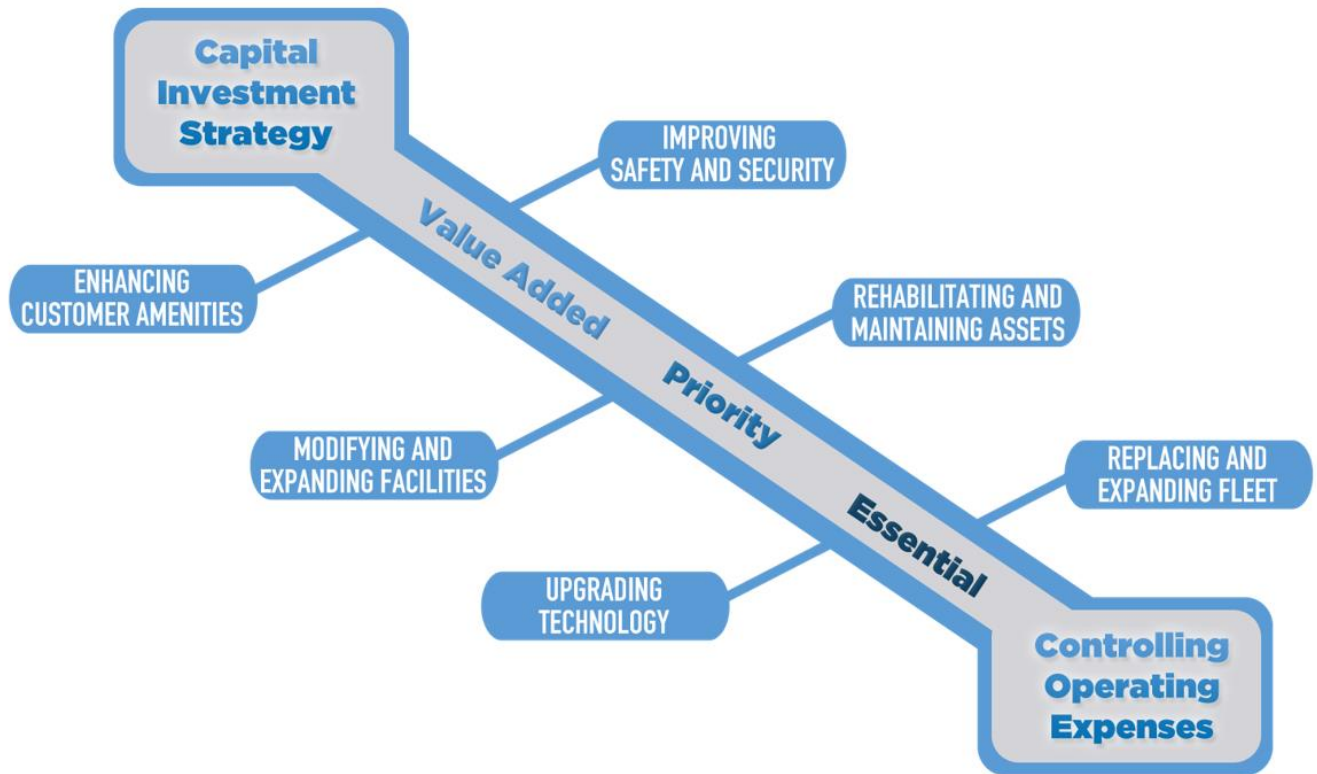 Capital
Investment
Strategy
IMPROVING
SAFETY AND SECURITY
Value Added
ENHANCING
CUSTOMER AMENITIES
REHABILITATING AND
MAINTAINING ASSETS
Priority
MODIFYING AND
EXPANDING FACILITIES
REPLACING AND
EXPANDING FLEET
Essential
UPGRADING
TECHNOLOGY
Controlling
Operating
Expenses